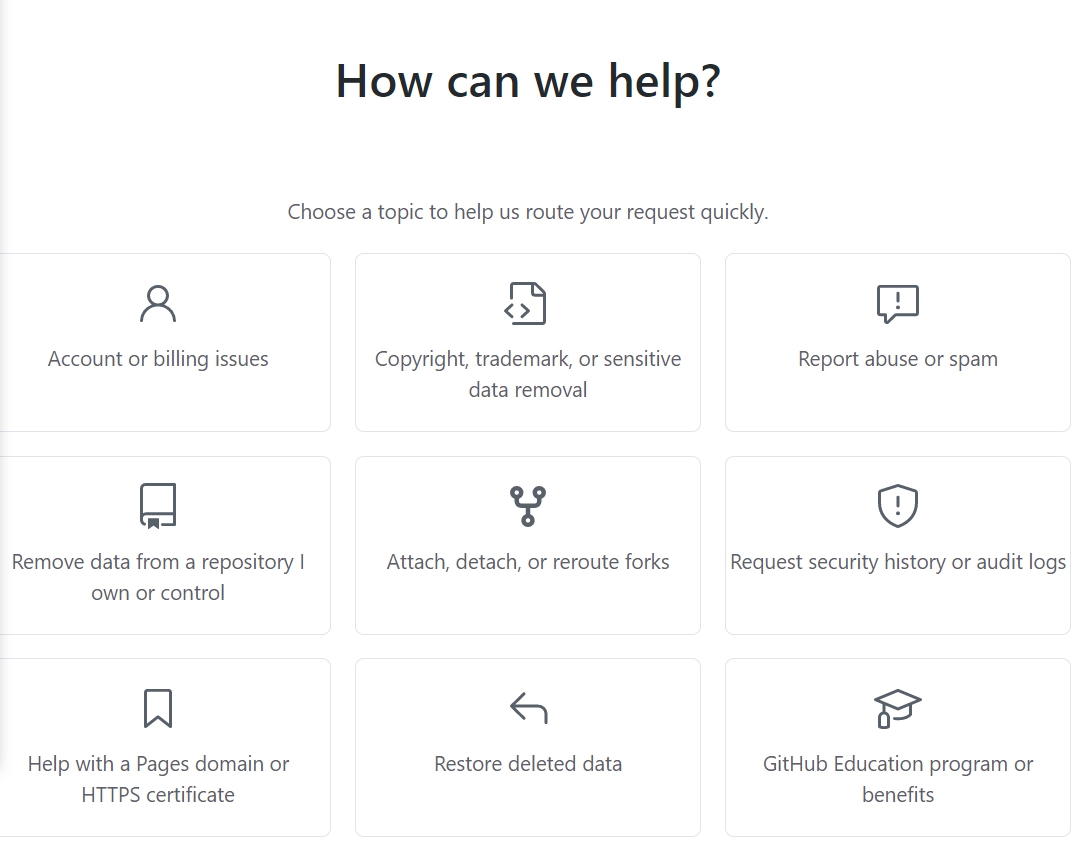 How can we help?
Choose a topic to help us route your request quickly.
Account or billing issues
Copyright, trademark, or sensitive
data removal
Report abuse or spam
Remove data from a repository I
own or control
Attach, detach, or reroute forks
Request security history or audit logs
Help with a Pages domain or
HTTPS certificate
Restore deleted data
GitHub Education program or
benefits